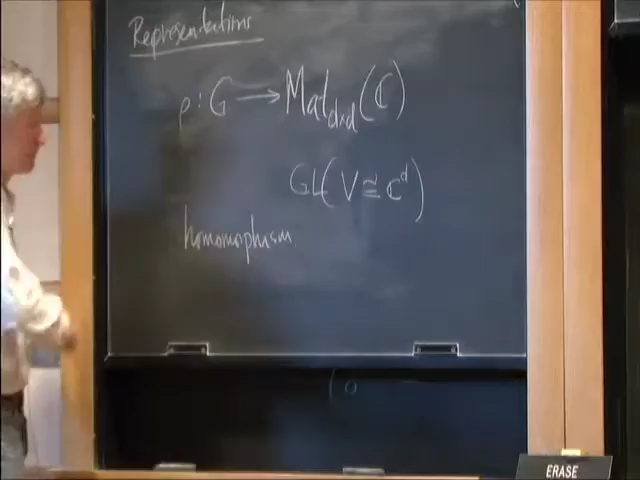 Representations
ρ : G → Mat_{d×d}(ℂ)
GL(V ≅ ℂ^d)
homomorphism
ERASE